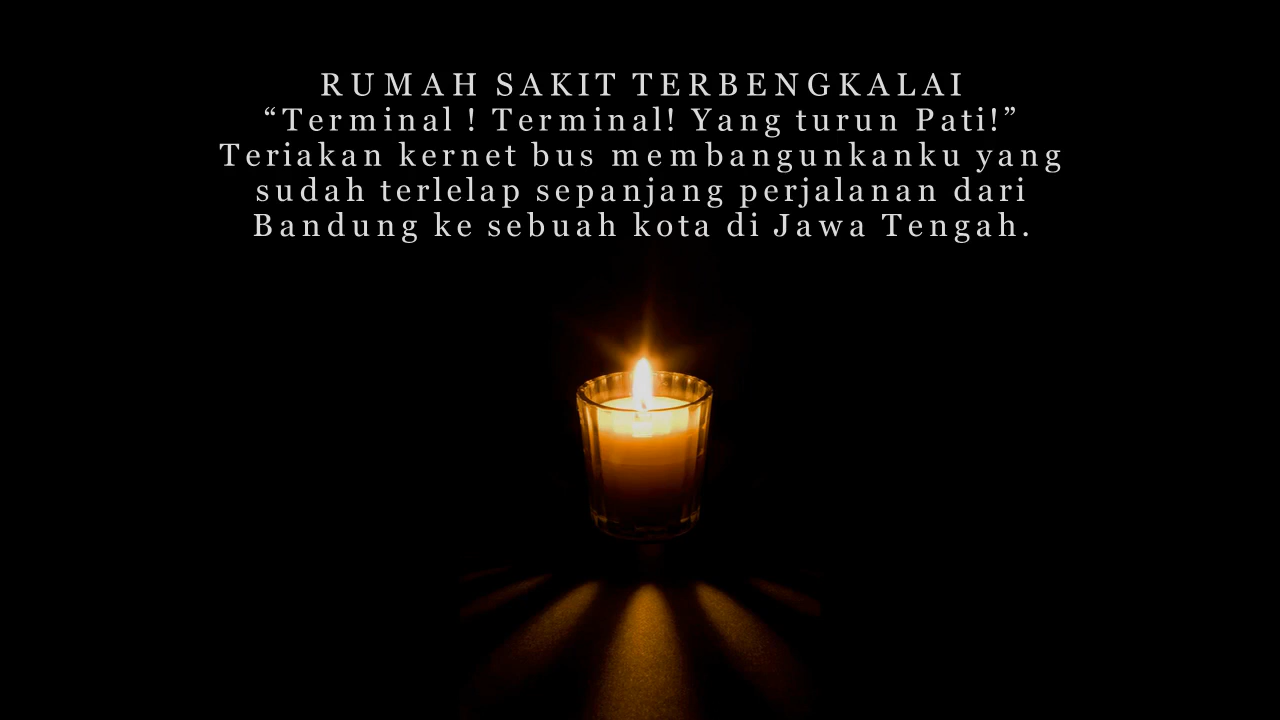 RUMAH SAKIT TERBENGKALAI
“Terminal ! Terminal! Yang turun Pati!”
Teriakan kernet bus membangunkanku yang
sudah terlelap sepanjang perjalanan dari
Bandung ke sebuah kota di Jawa Tengah.